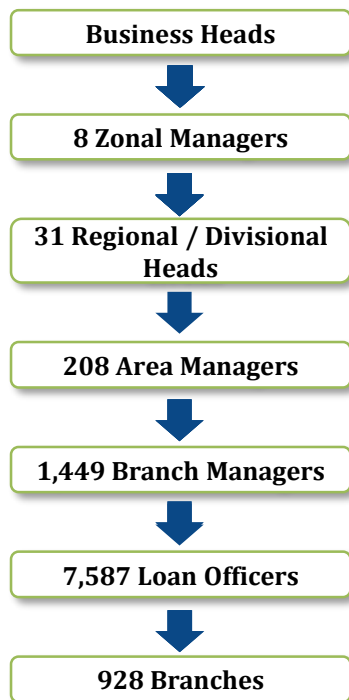 Business Heads
8 Zonal Managers
31 Regional / Divisional
Heads
208 Area Managers
1,449 Branch Managers
7,587 Loan Officers
928 Branches